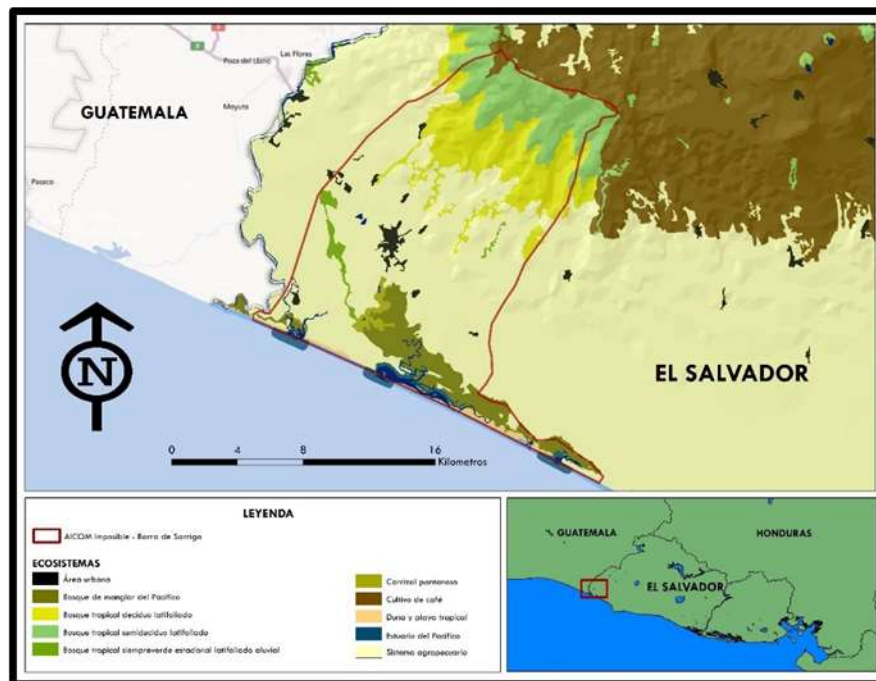 Las Flores
Poza del Llano
8
GUATEMALA
Moyuta
Pasaco
N
EL SALVADOR
0 4 8 16
Kilometros
LEYENDA
AICOM Imposible - Barra de Santiago
ECOSISTEMAS
Área urbana
Bosque de manglar del Pacífico
Bosque tropical deciduo latifoliado
Bosque tropical semideciduo latifoliado
Bosque tropical siempreverde estacional latifoliado aluvial
Carrizal pantanoso
Cultivo de café
Duna y playa tropical
Estuario del Pacífico
Sistema agropecuario
GUATEMALA
HONDURAS
EL SALVADOR